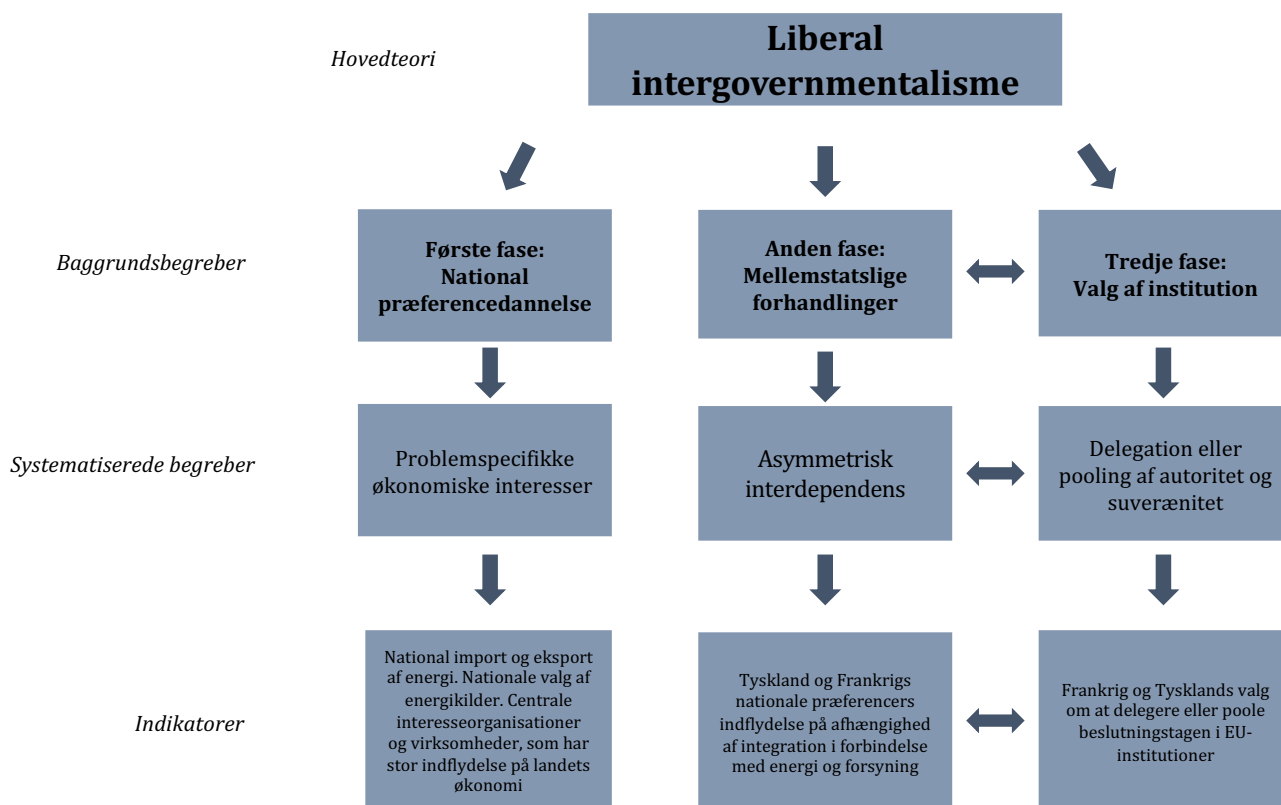 Hovedteori
Liberal
intergovernmentalisme
Baggrundsbegreber
Første fase:
National
præferencedannelse
Anden fase:
Mellemstatslige
forhandlinger
Tredje fase:
Valg af institution
Systematiserede begreber
Problemspecifikke
økonomiske interesser
Asymmetrisk
interdependens
Delegation eller
pooling af autoritet og
suverænitet
Indikatorer
National import og eksport
af energi. Nationale valg af
energikilder. Centrale
interesseorganisationer
og virksomheder, som har
stor indflydelse på landets
økonomi
Tyskland og Frankrigs
nationale præferencers
indflydelse på afhængighed
af integration i forbindelse
med energi og forsyning
Frankrig og Tysklands valg
om at delegere eller poole
beslutningstagen i EU-
institutioner